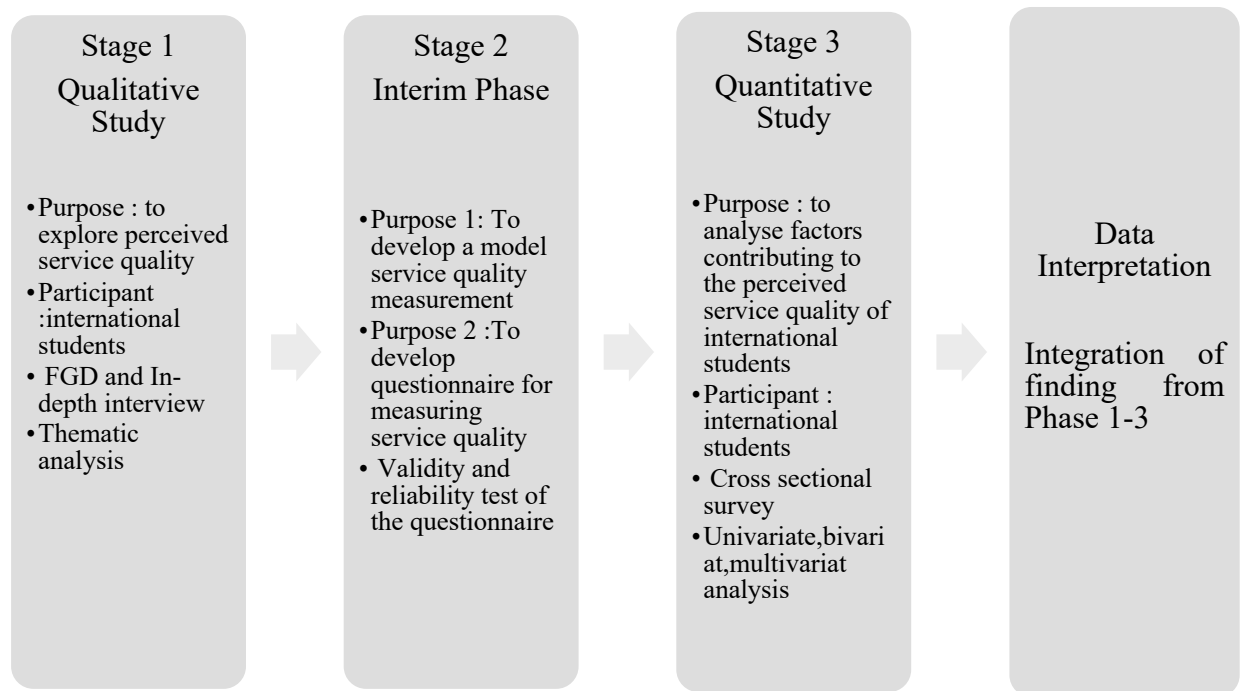 Stage 1
Qualitative
Study
•Purpose : to
explore perceived
service quality
•Participant
:international
students
• FGD and In-
depth interview
•Thematic
analysis
Stage 2
Interim Phase
•Purpose 1: To
develop a model
service quality
measurement
•Purpose 2 :To
develop
questionnaire for
measuring
service quality
• Validity and
reliability test of
the questionnaire
Stage 3
Quantitative
Study
•Purpose : to
analyse factors
contributing to
the perceived
service quality of
international
students
•Participant :
international
students
• Cross sectional
survey
•Univariate,bivari
at,multivariat
analysis
Data
Interpretation
Integration of
finding from
Phase 1-3